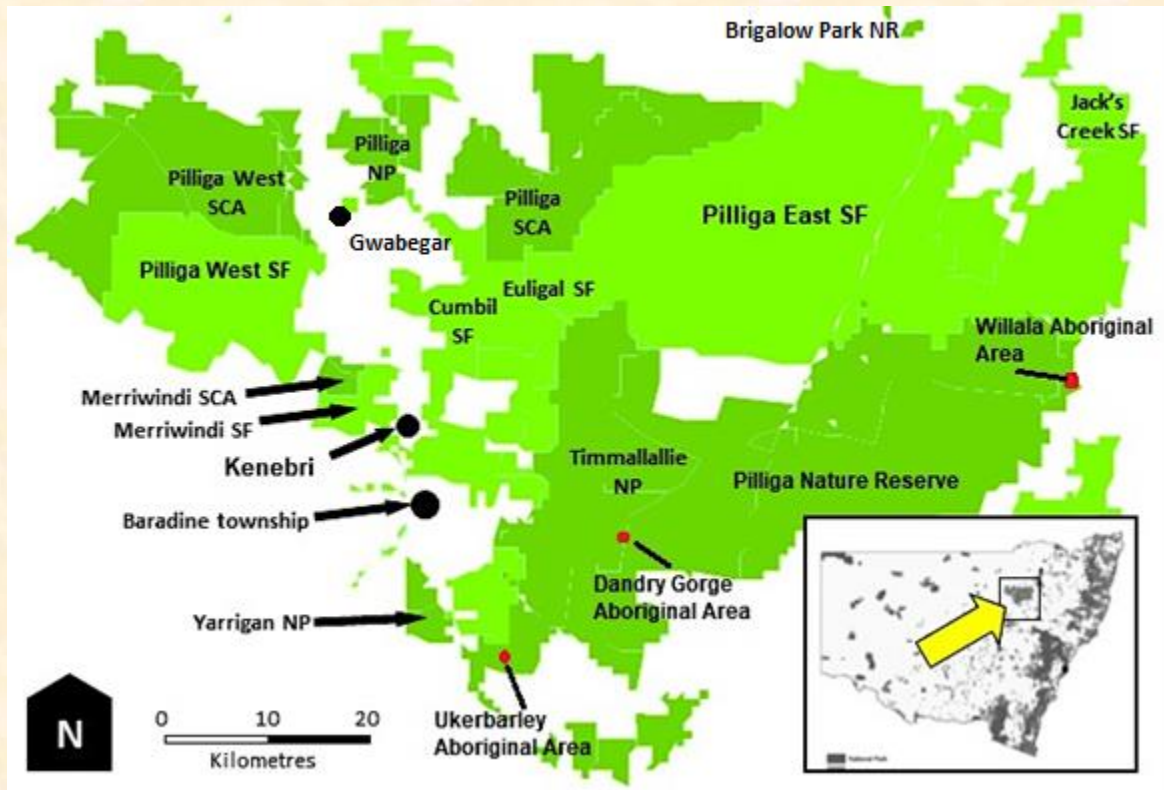 Brigalow Park NR
Jack's
Creek SF
Pilliga
NP
Pilliga West
SCA
Pilliga
SCA
Pilliga East SF
Gwabegar
Pilliga West SF
Euligal SF
Cumbil
SF
Willala Aboriginal
Area
Merriwindi SCA
Merriwindi SF
Kenebri
Timmallallie
NP
Pilliga Nature Reserve
Baradine township
Dandry Gorge
Aboriginal Area
Yarrigan NP
Ukerbarley
Aboriginal Area
N
0 10 20
Kilometres
National Park